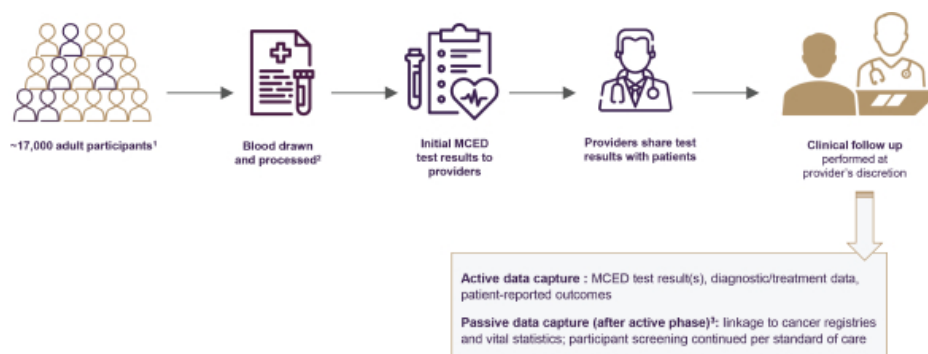 ~17,000 adult participants¹
Blood drawn
and processed²
Initial MCED
test results to
providers
Providers share test
results with patients
Clinical follow up
performed at
provider's discretion
Active data capture : MCED test result(s), diagnostic/treatment data,
patient-reported outcomes
Passive data capture (after active phase)³: linkage to cancer registries
and vital statistics; participant screening continued per standard of care